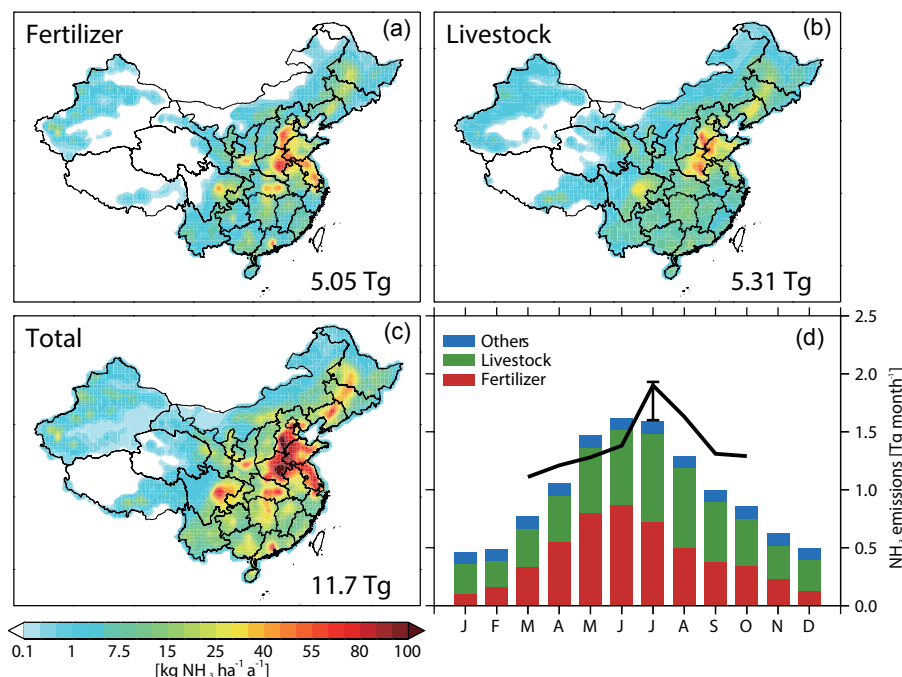 Fertilizer (a)
5.05 Tg
Livestock (b)
5.31 Tg
Total (c)
11.7 Tg
0.1 1 7.5 15 25 40 55 80 100
[kg NH₃ ha⁻¹ a⁻¹]
(d)
Others
Livestock
Fertilizer
2.5
2.0
1.5
1.0
0.5
0.0
NH₃ emissions [Tg month⁻¹]
J F M A M J J A S O N D